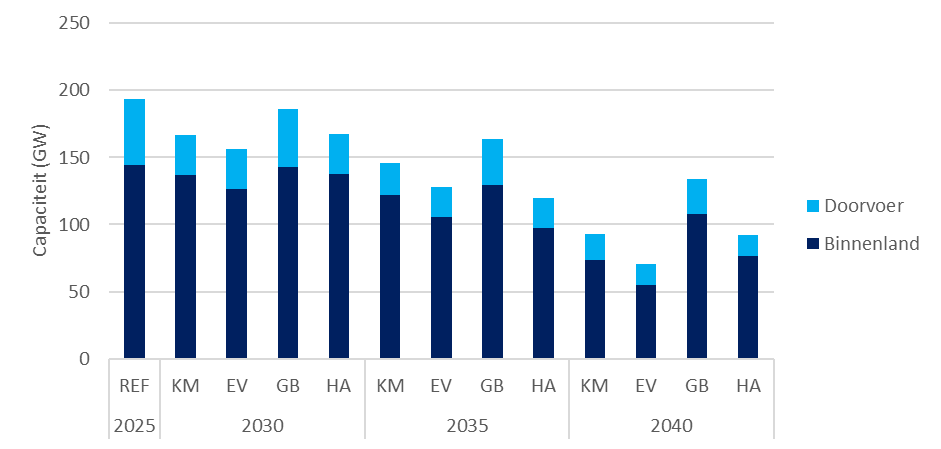 250
200
150
100
50
0
Capaciteit (GW)
REF KM EV GB HA KM EV GB HA KM EV GB HA
2025 2030 2035 2040
Doorvoer
Binnenland